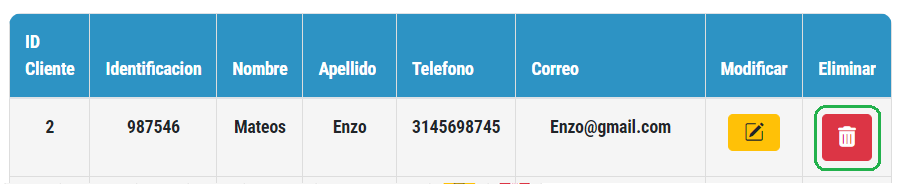 ID Cliente Identificacion Nombre Apellido Telefono Correo Modificar Eliminar
2 987546 Mateos Enzo 3145698745 Enzo@gmail.com